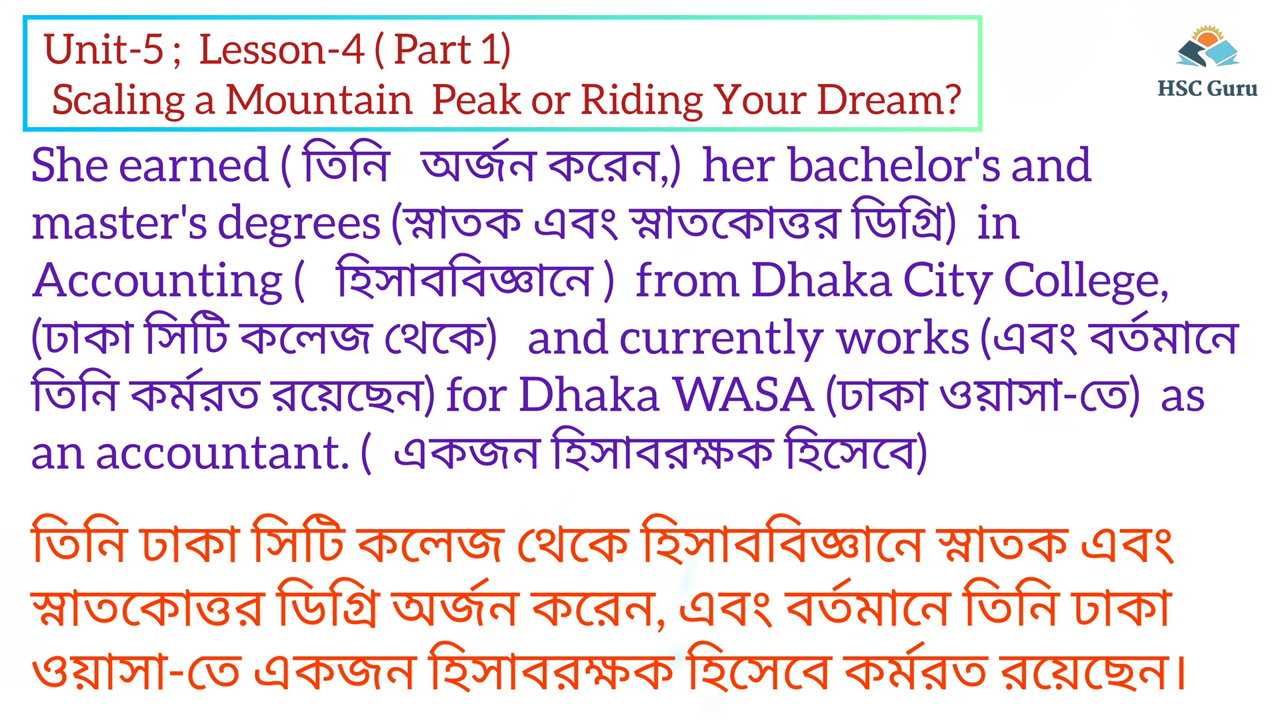 Unit-5 ; Lesson-4 ( Part 1)
Scaling a Mountain Peak or Riding Your Dream?
HSC Guru
She earned ( তিনি অর্জন করেন,) her bachelor's and
master's degrees (স্নাতক এবং স্নাতকোত্তর ডিগ্রি) in
Accounting ( হিসাববিজ্ঞানে ) from Dhaka City College,
(ঢাকা সিটি কলেজ থেকে) and currently works (এবং বর্তমানে
তিনি কর্মরত রয়েছেন) for Dhaka WASA (ঢাকা ওয়াসা-তে) as
an accountant. ( একজন হিসাবরক্ষক হিসেবে)
তিনি ঢাকা সিটি কলেজ থেকে হিসাববিজ্ঞানে স্নাতক এবং
স্নাতকোত্তর ডিগ্রি অর্জন করেন, এবং বর্তমানে তিনি ঢাকা
ওয়াসা-তে একজন হিসাবরক্ষক হিসেবে কর্মরত রয়েছেন।